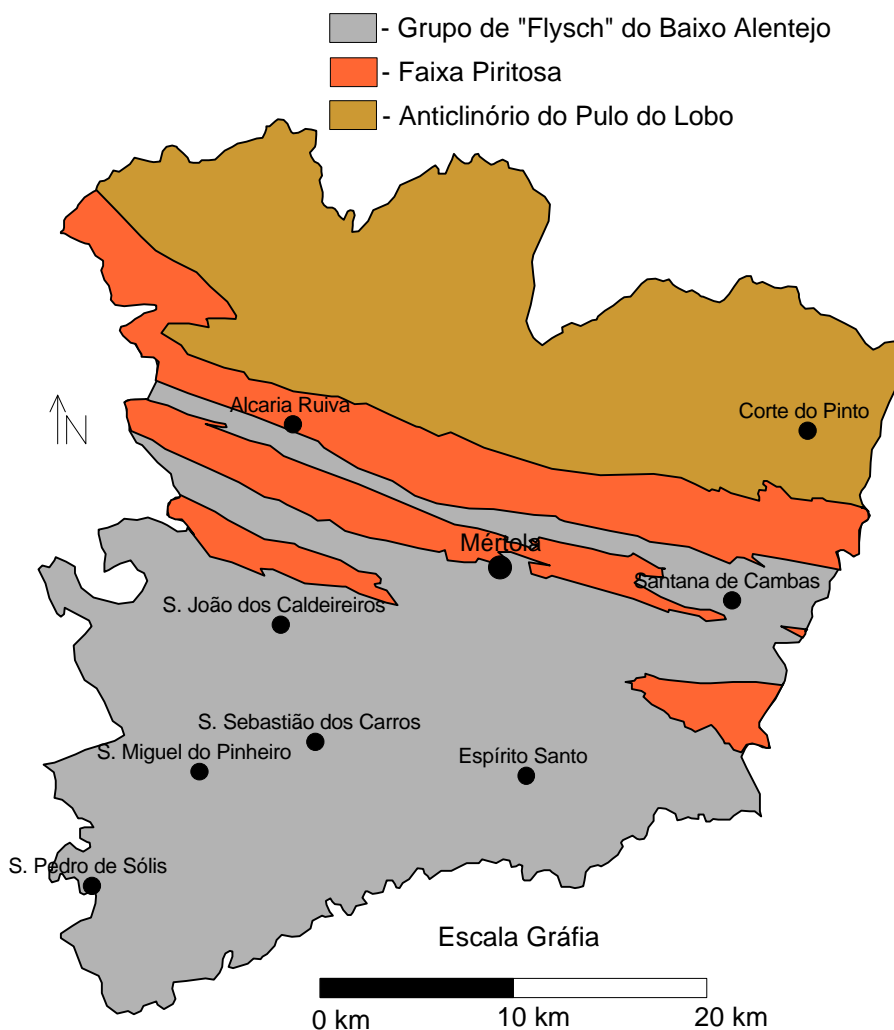 - Grupo de "Flysch" do Baixo Alentejo
- Faixa Piritosa
- Anticlinório do Pulo do Lobo
N
Alcaria Ruiva
Corte do Pinto
Mértola
Santana de Cambas
S. João dos Caldeireiros
S. Sebastião dos Carros
S. Miguel do Pinheiro
Espírito Santo
S. Pedro de Sólis
Escala Gráfia
0 km 10 km 20 km